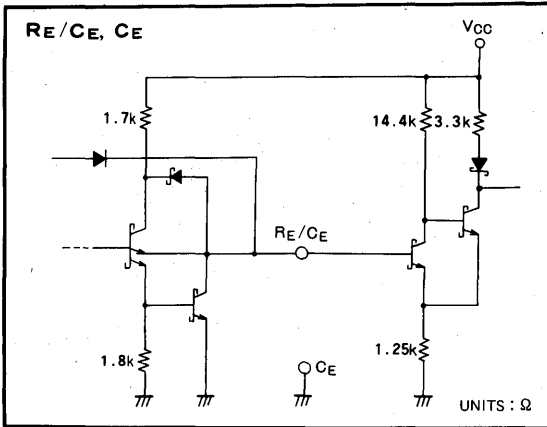 RE/CE, CE
VCC
1.7k
14.4k
3.3k
RE/CE
1.8k
1.25k
CE
UNITS : Ω